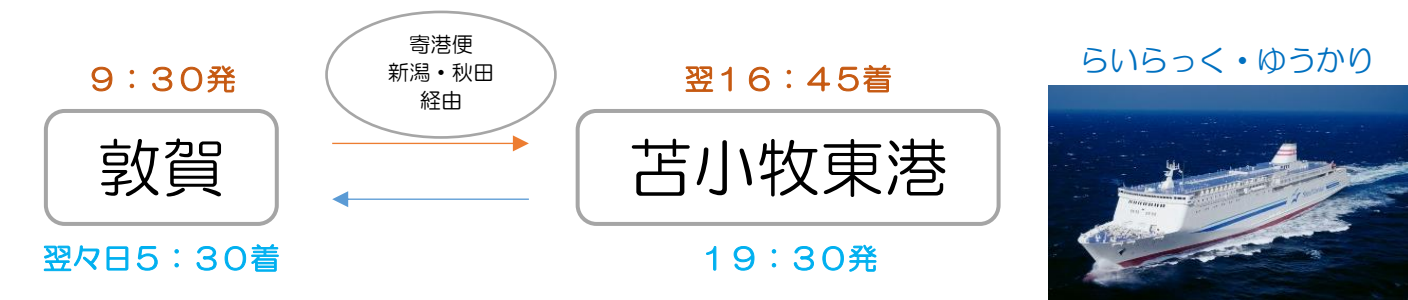 寄港便
新潟・秋田
経由
9：30発
翌16：45着
らいらっく・ゆうかり
敦賀
苫小牧東港
翌々日5：30着
19：30発